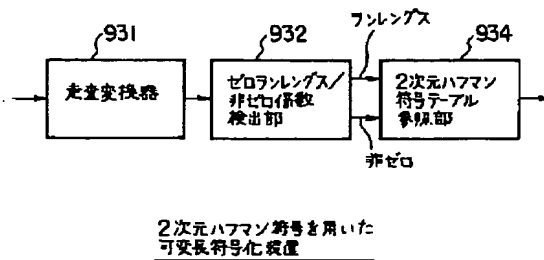 931
932
ランレングス
934
走査変換器
ゼロランレングス/
非ゼロ係数
検出部
2次元ハフマン
符号テーブル
参照部
非ゼロ
2次元ハフマン符号を用いた
可変長符号化装置